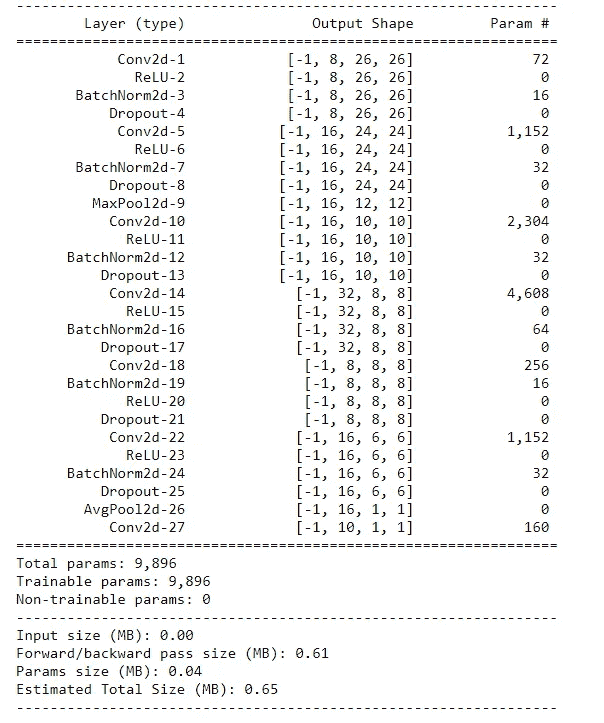 ----------------------------------------------------------------
Layer (type) Output Shape Param #
================================================================
Conv2d-1 [-1, 8, 26, 26] 72
ReLU-2 [-1, 8, 26, 26] 0
BatchNorm2d-3 [-1, 8, 26, 26] 16
Dropout-4 [-1, 8, 26, 26] 0
Conv2d-5 [-1, 16, 24, 24] 1,152
ReLU-6 [-1, 16, 24, 24] 0
BatchNorm2d-7 [-1, 16, 24, 24] 32
Dropout-8 [-1, 16, 24, 24] 0
MaxPool2d-9 [-1, 16, 12, 12] 0
Conv2d-10 [-1, 16, 10, 10] 2,304
ReLU-11 [-1, 16, 10, 10] 0
BatchNorm2d-12 [-1, 16, 10, 10] 32
Dropout-13 [-1, 16, 10, 10] 0
Conv2d-14 [-1, 32, 8, 8] 4,608
ReLU-15 [-1, 32, 8, 8] 0
BatchNorm2d-16 [-1, 32, 8, 8] 64
Dropout-17 [-1, 32, 8, 8] 0
Conv2d-18 [-1, 8, 8, 8] 256
BatchNorm2d-19 [-1, 8, 8, 8] 16
ReLU-20 [-1, 8, 8, 8] 0
Dropout-21 [-1, 8, 8, 8] 0
Conv2d-22 [-1, 16, 6, 6] 1,152
ReLU-23 [-1, 16, 6, 6] 0
BatchNorm2d-24 [-1, 16, 6, 6] 32
Dropout-25 [-1, 16, 6, 6] 0
AvgPool2d-26 [-1, 16, 1, 1] 0
Conv2d-27 [-1, 10, 1, 1] 160
================================================================
Total params: 9,896
Trainable params: 9,896
Non-trainable params: 0
----------------------------------------------------------------
Input size (MB): 0.00
Forward/backward pass size (MB): 0.61
Params size (MB): 0.04
Estimated Total Size (MB): 0.65
----------------------------------------------------------------